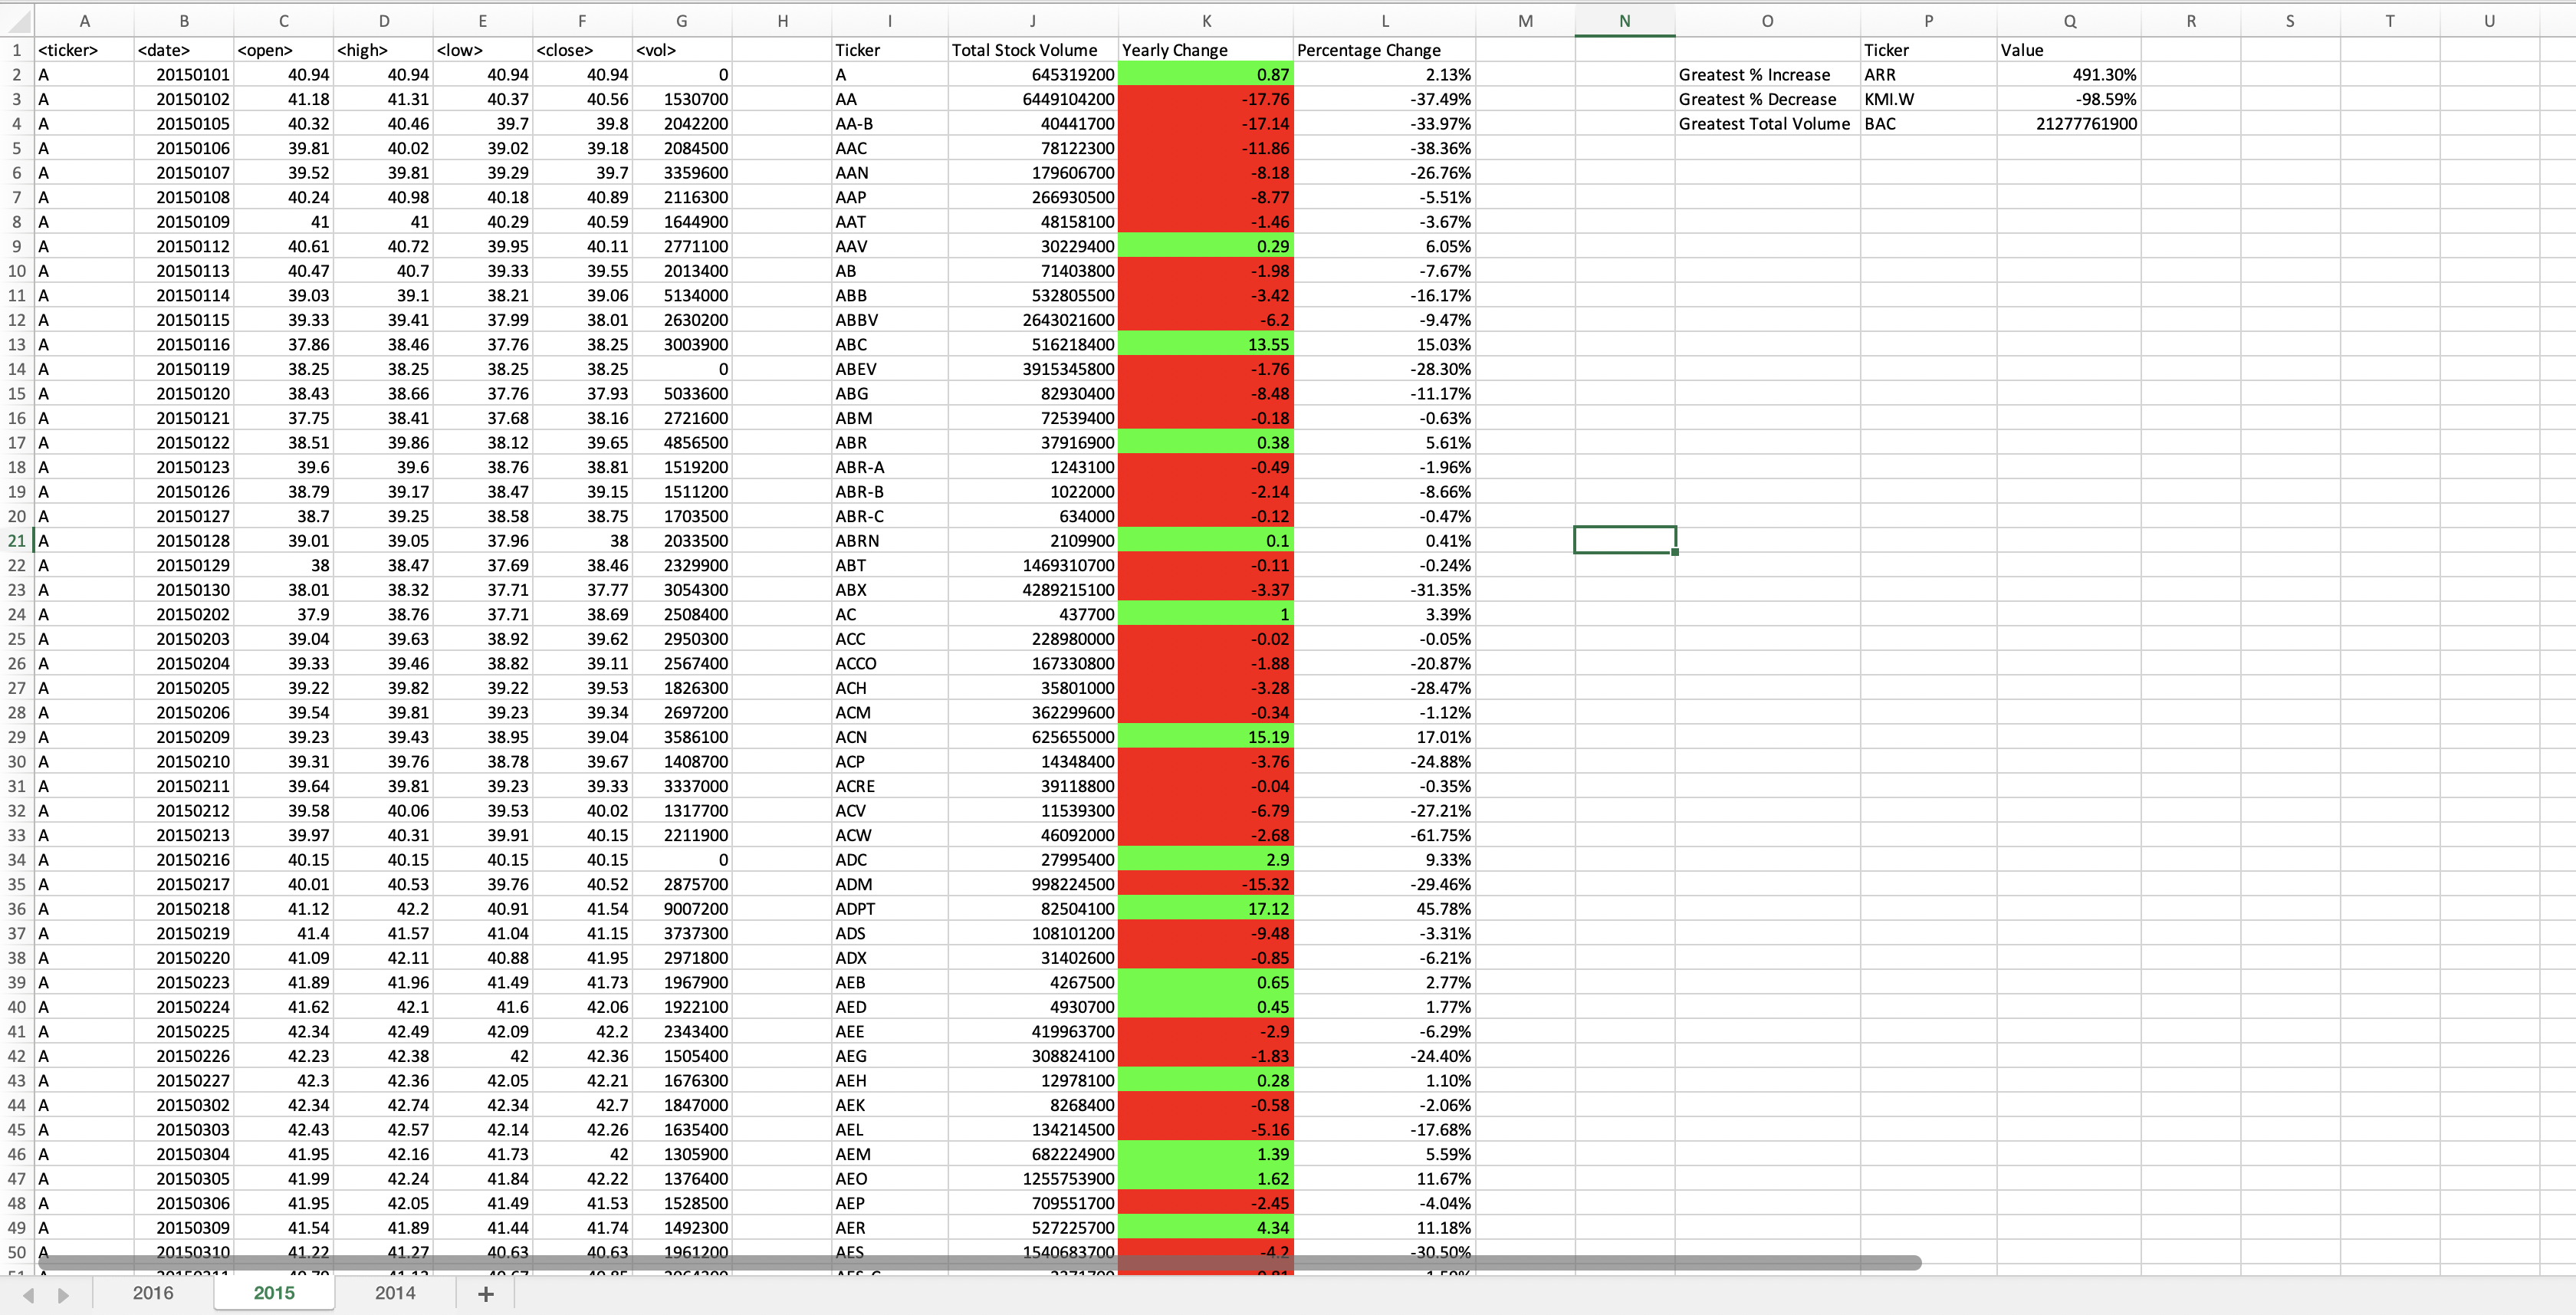 A B C D E F G H I J K L M N O P Q R S T U
1 <ticker> <date> <open> <high> <low> <close> <vol> Ticker Total Stock Volume Yearly Change Percentage Change Ticker Value
2 A 20150101 40.94 40.94 40.94 40.94 0 A 645319200 0.87 2.13% Greatest % Increase ARR 491.30%
3 A 20150102 41.18 41.31 40.37 40.56 1530700 AA 6449104200 -17.76 -37.49% Greatest % Decrease KMI.W -98.59%
4 A 20150105 40.32 40.46 39.7 39.8 2042200 AA-B 40441700 -17.14 -33.97% Greatest Total Volume BAC 21277761900
5 A 20150106 39.81 40.02 39.02 39.18 2084500 AAC 78122300 -11.86 -38.36%
6 A 20150107 39.52 39.81 39.29 39.7 3359600 AAN 179606700 -8.18 -26.76%
7 A 20150108 40.24 40.98 40.18 40.89 2116300 AAP 266930500 -8.77 -5.51%
8 A 20150109 41 41 40.29 40.59 1644900 AAT 48158100 -1.46 -3.67%
9 A 20150112 40.61 40.72 39.95 40.11 2771100 AAV 30229400 0.29 6.05%
10 A 20150113 40.47 40.7 39.33 39.55 2013400 AB 71403800 -1.98 -7.67%
11 A 20150114 39.03 39.1 38.21 39.06 5134000 ABB 532805500 -3.42 -16.17%
12 A 20150115 39.33 39.41 37.99 38.01 2630200 ABBV 2643021600 -6.2 -9.47%
13 A 20150116 37.86 38.46 37.76 38.25 3003900 ABC 516218400 13.55 15.03%
14 A 20150119 38.25 38.25 38.25 38.25 0 ABEV 3915345800 -1.76 -28.30%
15 A 20150120 38.43 38.66 37.76 37.93 5033600 ABG 82930400 -8.48 -11.17%
16 A 20150121 37.75 38.41 37.68 38.16 2721600 ABM 72539400 -0.18 -0.63%
17 A 20150122 38.51 39.86 38.12 39.65 4856500 ABR 37916900 0.38 5.61%
18 A 20150123 39.6 39.6 38.76 38.81 1519200 ABR-A 1243100 -0.49 -1.96%
19 A 20150126 38.79 39.17 38.47 39.15 1511200 ABR-B 1022000 -2.14 -8.66%
20 A 20150127 38.7 39.25 38.58 38.75 1703500 ABR-C 634000 -0.12 -0.47%
21 A 20150128 39.01 39.05 37.96 38 2033500 ABRN 2109900 0.1 0.41%
22 A 20150129 38 38.47 37.69 38.46 2329900 ABT 1469310700 -0.11 -0.24%
23 A 20150130 38.01 38.32 37.71 37.77 3054300 ABX 4289215100 -3.37 -31.35%
24 A 20150202 37.9 38.76 37.71 38.69 2508400 AC 437700 1 3.39%
25 A 20150203 39.04 39.63 38.92 39.62 2950300 ACC 228980000 -0.02 -0.05%
26 A 20150204 39.33 39.46 38.82 39.11 2567400 ACCO 167330800 -1.88 -20.87%
27 A 20150205 39.22 39.82 39.22 39.53 1826300 ACH 35801000 -3.28 -28.47%
28 A 20150206 39.54 39.81 39.23 39.34 2697200 ACM 362299600 -0.34 -1.12%
29 A 20150209 39.23 39.43 38.95 39.04 3586100 ACN 625655000 15.19 17.01%
30 A 20150210 39.31 39.76 38.78 39.67 1408700 ACP 14348400 -3.76 -24.88%
31 A 20150211 39.64 39.81 39.23 39.33 3337000 ACRE 39118800 -0.04 -0.35%
32 A 20150212 39.58 40.06 39.53 40.02 1317700 ACV 11539300 -6.79 -27.21%
33 A 20150213 39.97 40.31 39.91 40.15 2211900 ACW 46092000 -2.68 -61.75%
34 A 20150216 40.15 40.15 40.15 40.15 0 ADC 27995400 2.9 9.33%
35 A 20150217 40.01 40.53 39.76 40.52 2875700 ADM 998224500 -15.32 -29.46%
36 A 20150218 41.12 42.2 40.91 41.54 9007200 ADPT 82504100 17.12 45.78%
37 A 20150219 41.4 41.57 41.04 41.15 3737300 ADS 108101200 -9.48 -3.31%
38 A 20150220 41.09 42.11 40.88 41.95 2971800 ADX 31402600 -0.85 -6.21%
39 A 20150223 41.89 41.96 41.49 41.73 1967900 AEB 4267500 0.65 2.77%
40 A 20150224 41.62 42.1 41.6 42.06 1922100 AED 4930700 0.45 1.77%
41 A 20150225 42.34 42.49 42.09 42.2 2343400 AEE 419963700 -2.9 -6.29%
42 A 20150226 42.23 42.38 42 42.36 1505400 AEG 308824100 -1.83 -24.40%
43 A 20150227 42.3 42.36 42.05 42.21 1676300 AEH 12978100 0.28 1.10%
44 A 20150302 42.34 42.74 42.34 42.7 1847000 AEK 8268400 -0.58 -2.06%
45 A 20150303 42.43 42.57 42.14 42.26 1635400 AEL 134214500 -5.16 -17.68%
46 A 20150304 41.95 42.16 41.73 42 1305900 AEM 682224900 1.39 5.59%
47 A 20150305 41.99 42.24 41.84 42.22 1376400 AEO 1255753900 1.62 11.67%
48 A 20150306 41.95 42.05 41.49 41.53 1528500 AEP 709551700 -2.45 -4.04%
49 A 20150309 41.54 41.89 41.44 41.74 1492300 AER 527225700 4.34 11.18%
50 A 20150310 41.22 41.27 40.63 40.63 1961200 AES 1540683700 -4.2 -30.50%
2016 2015 2014 +